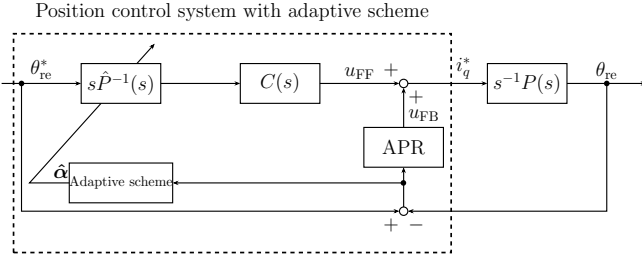 Position control system with adaptive scheme
θ*re
sP̂⁻¹(s)
C(s)
uFF
+
i*q
s⁻¹P(s)
θre
+
uFB
APR
α̂
Adaptive scheme
+
−